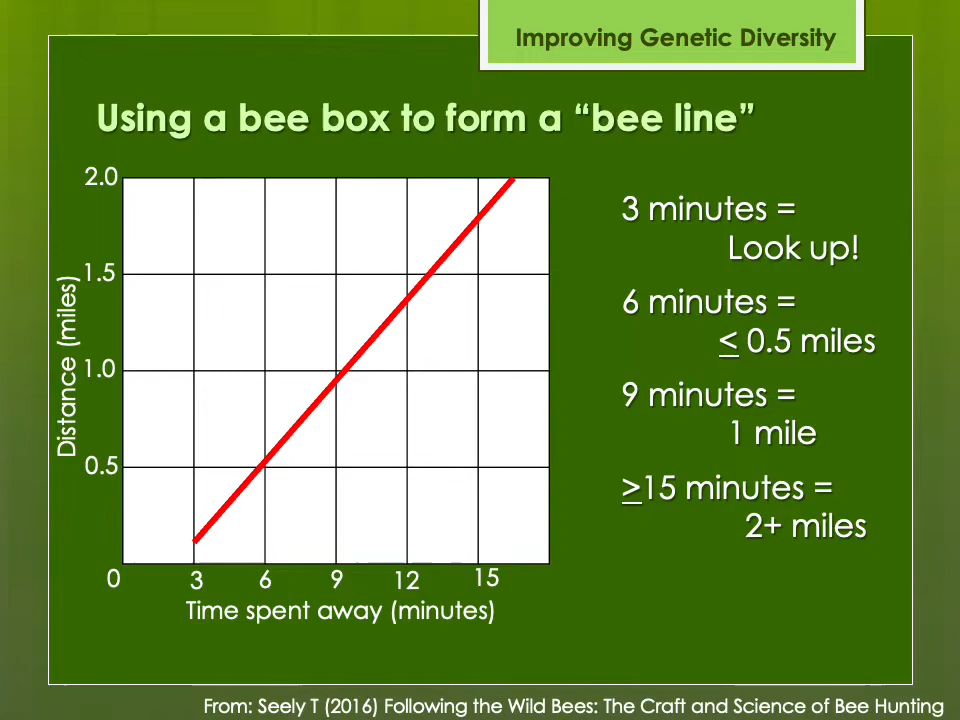 Improving Genetic Diversity
Using a bee box to form a “bee line”
2.0
1.5
1.0
0.5
0
3
6
9
12
15
Distance (miles)
Time spent away (minutes)
3 minutes =
Look up!
6 minutes =
≤ 0.5 miles
9 minutes =
1 mile
≥15 minutes =
2+ miles
From: Seely T (2016) Following the Wild Bees: The Craft and Science of Bee Hunting